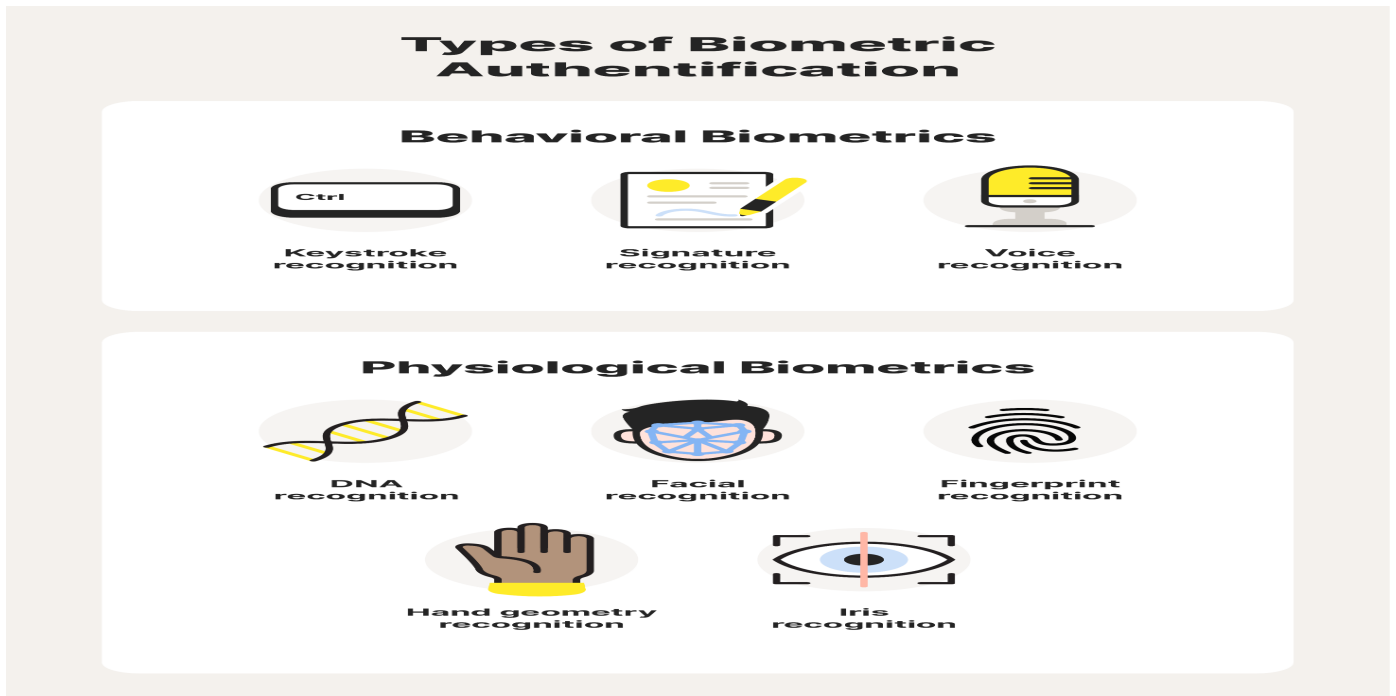 Types of Biometric
Authentification
Behavioral Biometrics
Ctrl
Keystroke
recognition
Signature
recognition
Voice
recognition
Physiological Biometrics
DNA
recognition
Facial
recognition
Fingerprint
recognition
Hand geometry
recognition
Iris
recognition